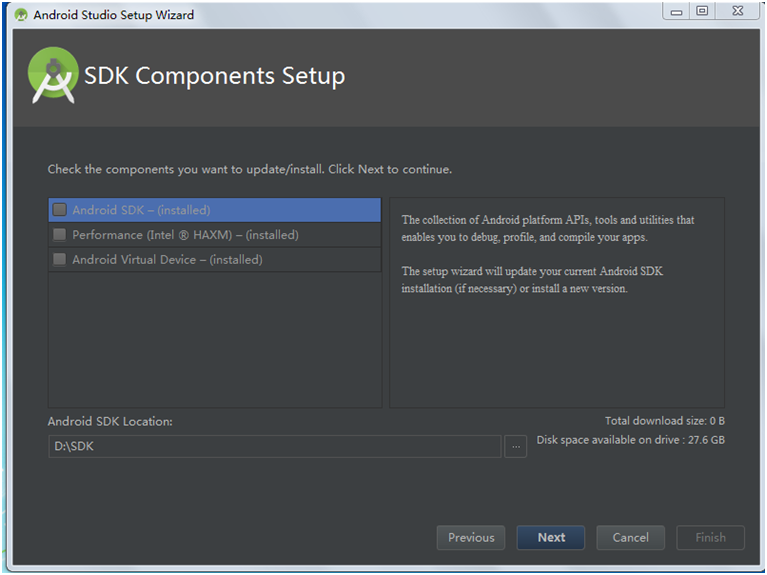 Android Studio Setup Wizard
SDK Components Setup
Check the components you want to update/install. Click Next to continue.
Android SDK – (installed)
Performance (Intel ® HAXM) – (installed)
Android Virtual Device – (installed)
The collection of Android platform APIs, tools and utilities that
enables you to debug, profile, and compile your apps.
The setup wizard will update your current Android SDK
installation (if necessary) or install a new version.
Android SDK Location:
Total download size: 0 B
D:\SDK
...
Disk space available on drive : 27.6 GB
Previous
Next
Cancel
Finish